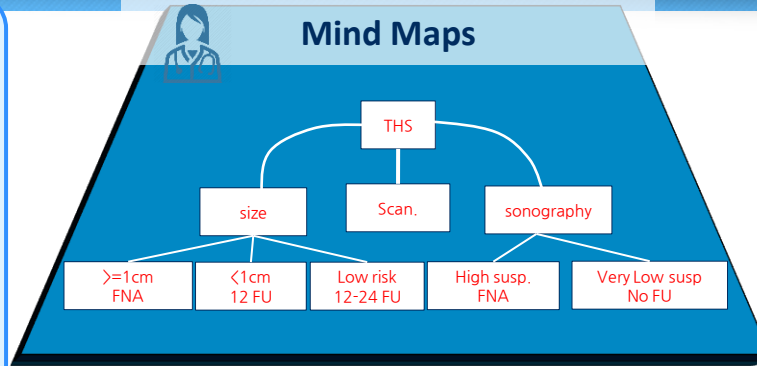 Mind Maps
THS
size
Scan.
sonography
>=1cm
FNA
<1cm
12 FU
Low risk
12-24 FU
High susp.
FNA
Very Low susp
No FU